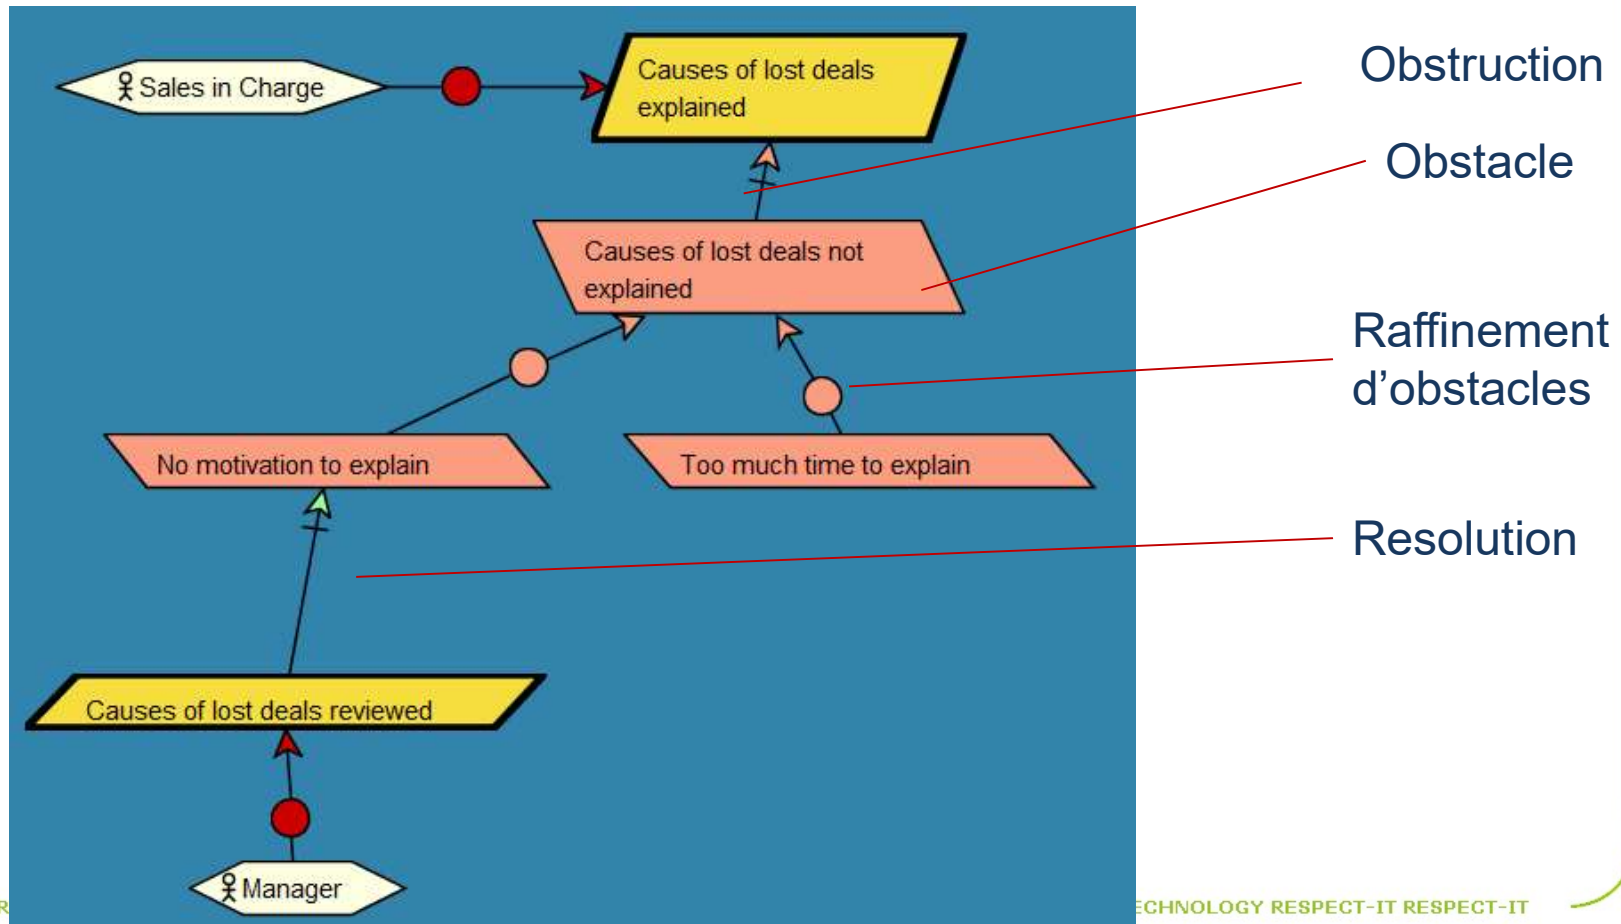 Sales in Charge
Causes of lost deals
explained
Obstruction
Obstacle
Causes of lost deals not
explained
Raffinement
d’obstacles
No motivation to explain
Too much time to explain
Resolution
Causes of lost deals reviewed
Manager
RESPECT-IT RESPECT-IT